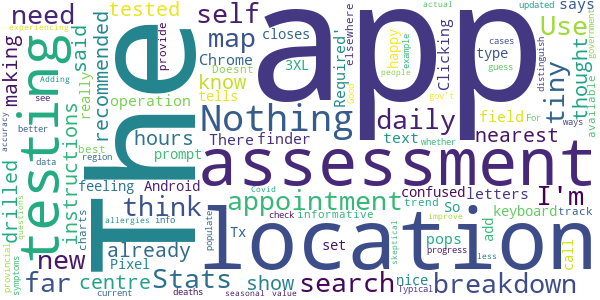 app
The
location
assessment
testing
Nothing
appointment
Stats
daily
search
breakdown
I'm
need
self
map
tested
far
new
think
centre
hours
already
show
nearest
tiny
Use
thought
know
making
drilled
instructions
recommended
said
really
feeling
operation
tells
prompt
Chrome
closes
3XL
Required'
elsewhere
happy
type
says
updated
actual
cases
Clicking
people
example
guess
distinguish
government
available
ways
experiencing
provide
Adding
see
better
accuracy
data
region
best
charts
Android
There
finder
Doesnt
Good
gov't
For
field
text
whether
confused
letters
So
keyboard
track
add
call
pops
informative
trend
Tx
Pixel
populate
set
check
nice
skeptical
improve
progress
Typical
less
Covid
allergies
info
questions
symptoms
provincial
current
deaths
seasonal
value